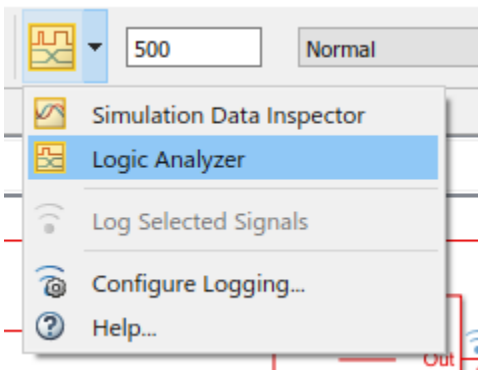 500
Normal
Simulation Data Inspector
Logic Analyzer
Log Selected Signals
Configure Logging...
Help...
Out